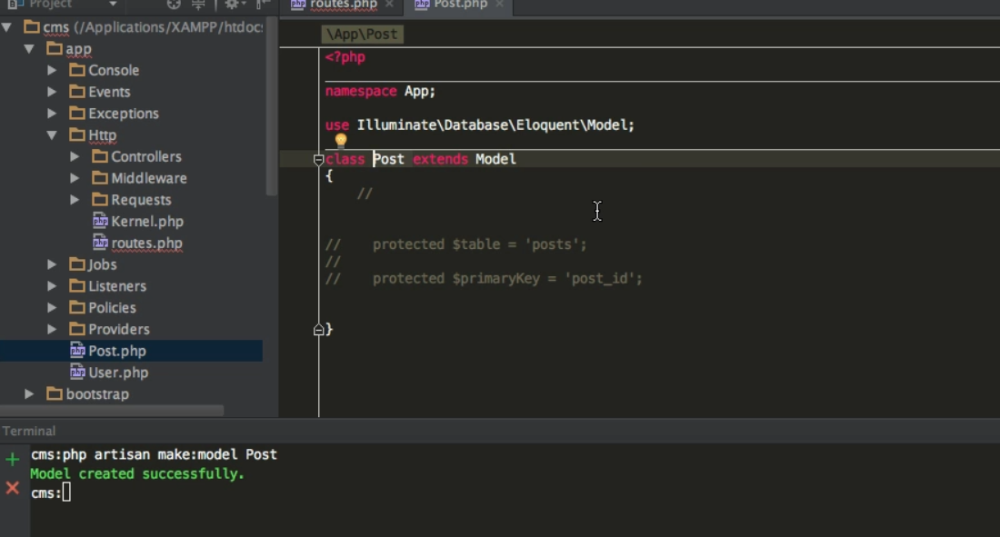 Project
routes.php
Post.php
cms (/Applications/XAMPP/htdocs
app
Console
Events
Exceptions
Http
Controllers
Middleware
Requests
Kernel.php
routes.php
Jobs
Listeners
Policies
Providers
Post.php
User.php
bootstrap
\App\Post
<?php
namespace App;
use Illuminate\Database\Eloquent\Model;
class Post extends Model
{
//
// protected $table = 'posts';
//
// protected $primaryKey = 'post_id';
}
Terminal
cms:php artisan make:model Post
Model created successfully.
cms: